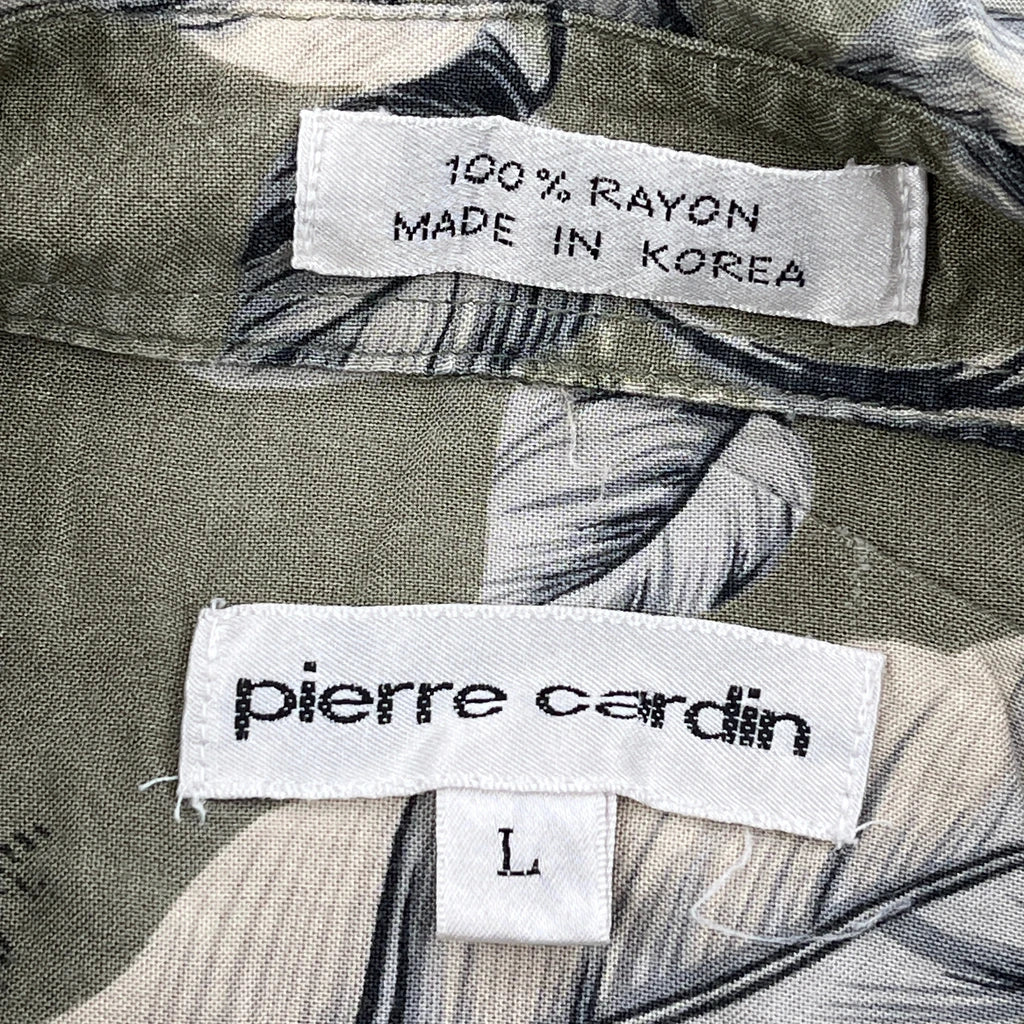 100% RAYON
MADE IN KOREA
pierre cardin
L